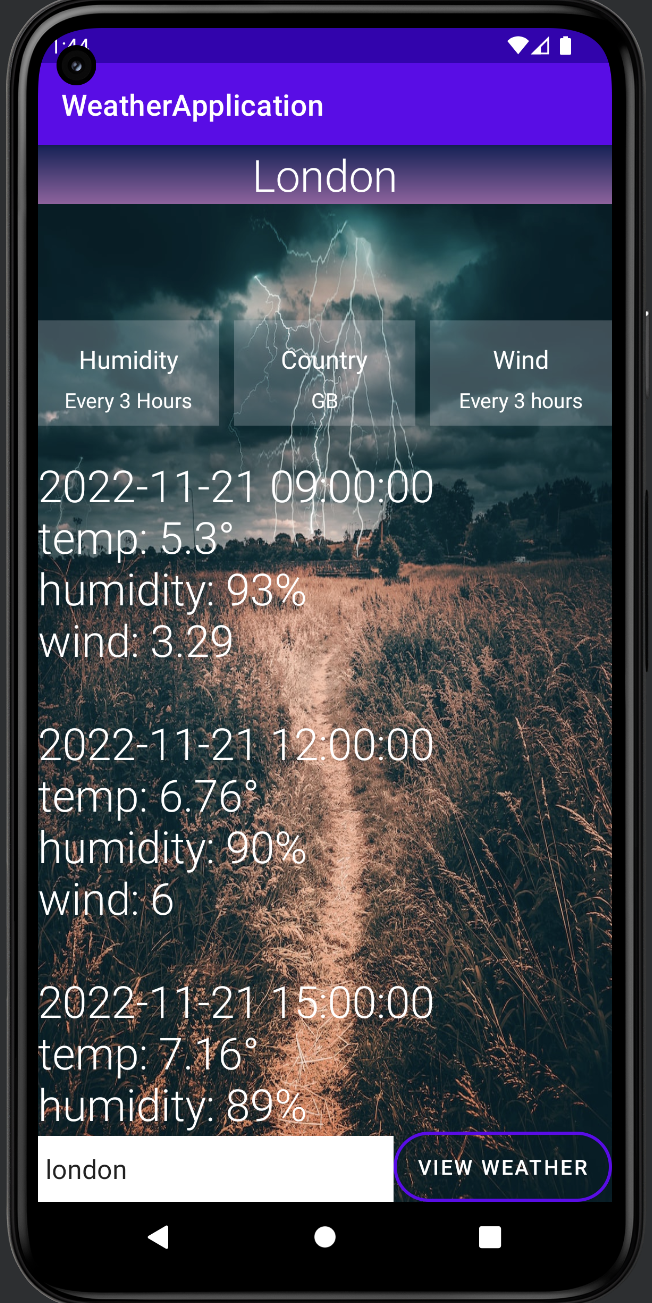 1:44
WeatherApplication
London
Humidity
Country
Wind
Every 3 Hours
GB
Every 3 hours
2022-11-21 09:00:00
temp: 5.3°
humidity: 93%
wind: 3.29
2022-11-21 12:00:00
temp: 6.76°
humidity: 90%
wind: 6
2022-11-21 15:00:00
temp: 7.16°
humidity: 89%
london
VIEW WEATHER